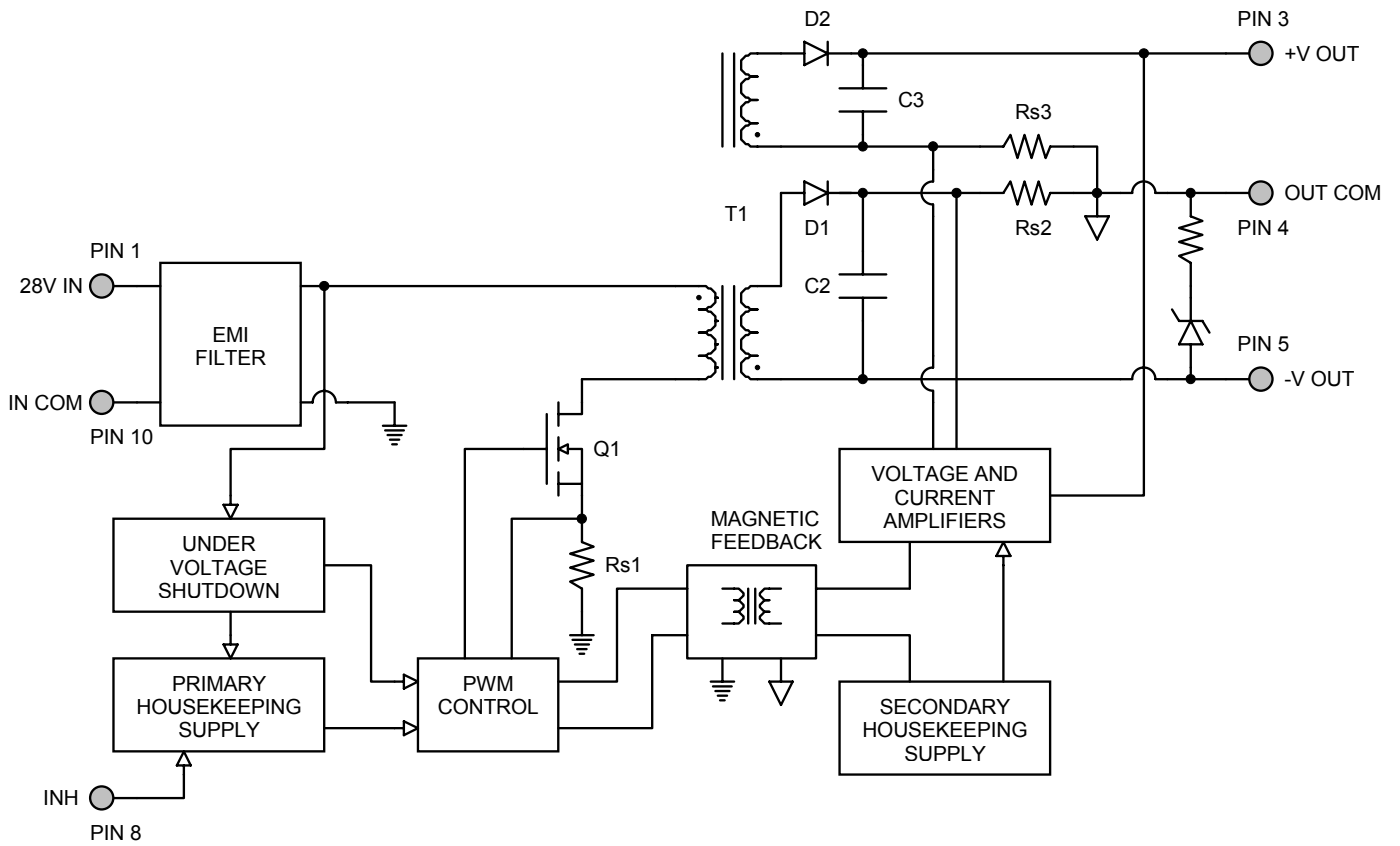 D2
PIN 3
+V OUT
C3
Rs3
T1
D1
Rs2
OUT COM
PIN 4
PIN 1
28V IN
C2
EMI
FILTER
PIN 5
-V OUT
IN COM
PIN 10
Q1
VOLTAGE AND
CURRENT
AMPLIFIERS
MAGNETIC
FEEDBACK
UNDER
VOLTAGE
SHUTDOWN
Rs1
PRIMARY
HOUSEKEEPING
SUPPLY
PWM
CONTROL
SECONDARY
HOUSEKEEPING
SUPPLY
INH
PIN 8